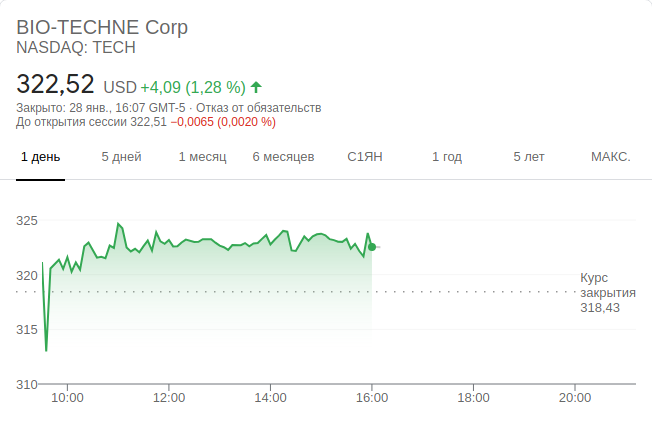 BIO-TECHNE Corp
NASDAQ: TECH
322,52 USD +4,09 (1,28 %)
Закрыто: 28 янв., 16:07 GMT-5 · Отказ от обязательств
До открытия сессии 322,51 −0,0065 (0,0020 %)
1 день 5 дней 1 месяц 6 месяцев С1ЯН 1 год 5 лет МАКС.
325
320
Курс
закрытия
318,43
315
310
10:00 12:00 14:00 16:00 18:00 20:00